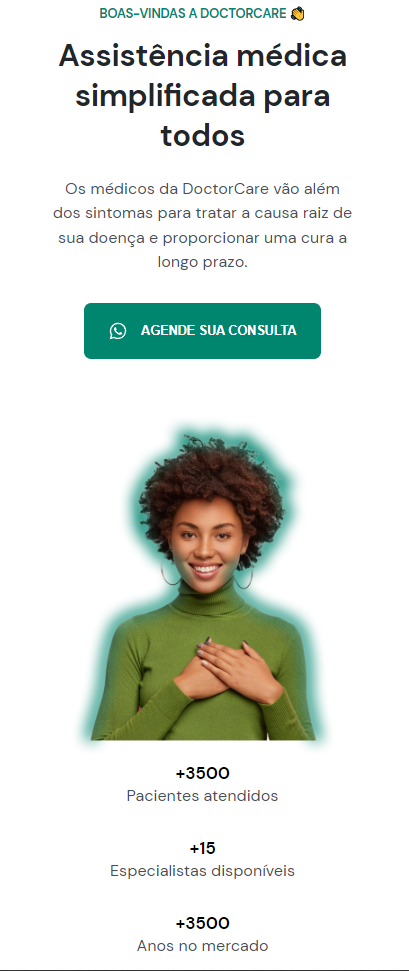 BOAS-VINDAS A DOCTORCARE 👏
Assistência médica
simplificada para
todos
Os médicos da DoctorCare vão além
dos sintomas para tratar a causa raiz de
sua doença e proporcionar uma cura a
longo prazo.
AGENDE SUA CONSULTA
+3500
Pacientes atendidos
+15
Especialistas disponíveis
+3500
Anos no mercado